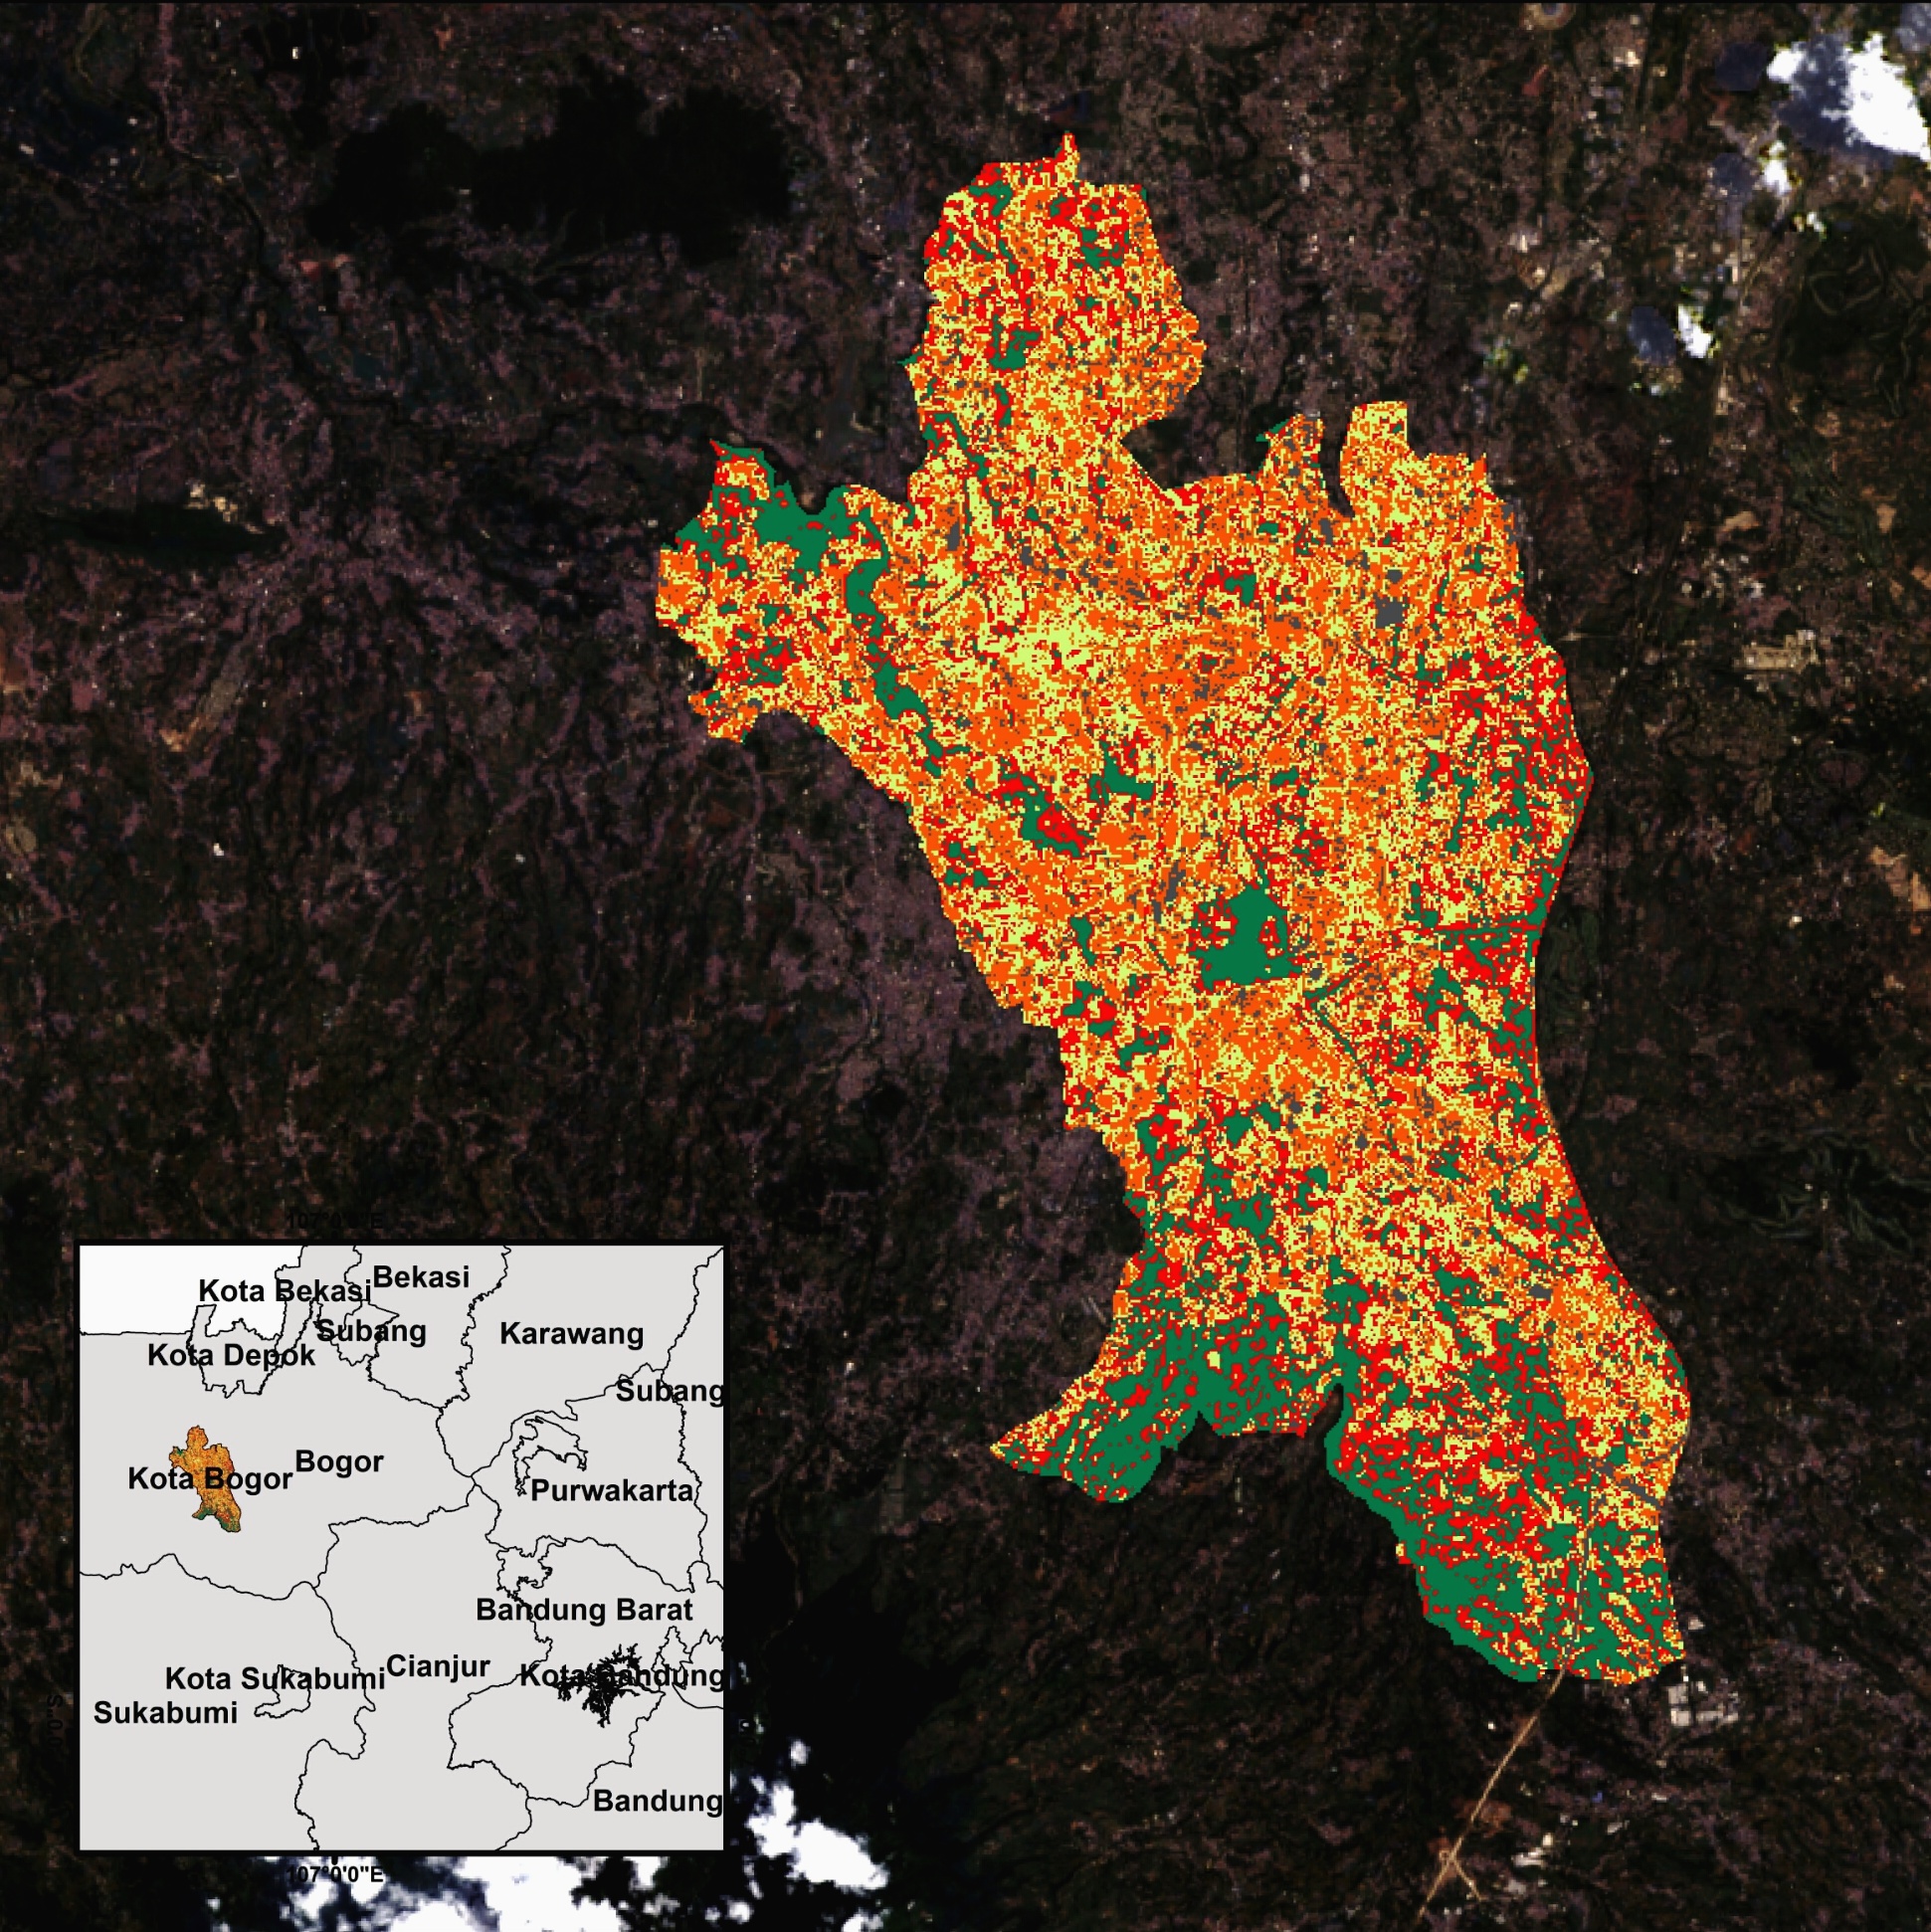 107°0'0"E
Bekasi
Kota Bekasi
Subang
Karawang
Kota Depok
Subang
Bogor
Kota Bogor
Purwakarta
Bandung Barat
Cianjur
Kota Bandung
Kota Sukabumi
Sukabumi
Bandung
107°0'0"E